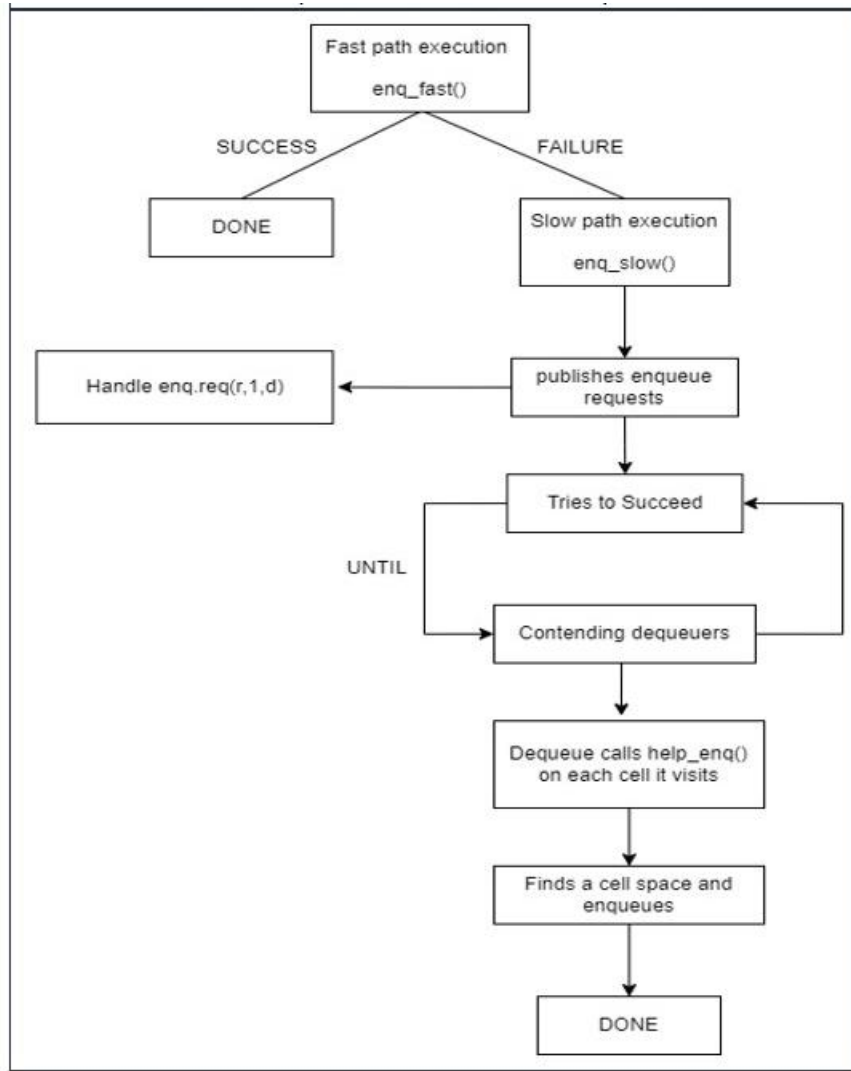 Fast path execution
enq_fast()
SUCCESS
FAILURE
DONE
Slow path execution
enq_slow()
Handle enq.req(r,1,d)
publishes enqueue
requests
Tries to Succeed
UNTIL
Contending dequeuers
Dequeue calls help_enq()
on each cell it visits
Finds a cell space and
enqueues
DONE